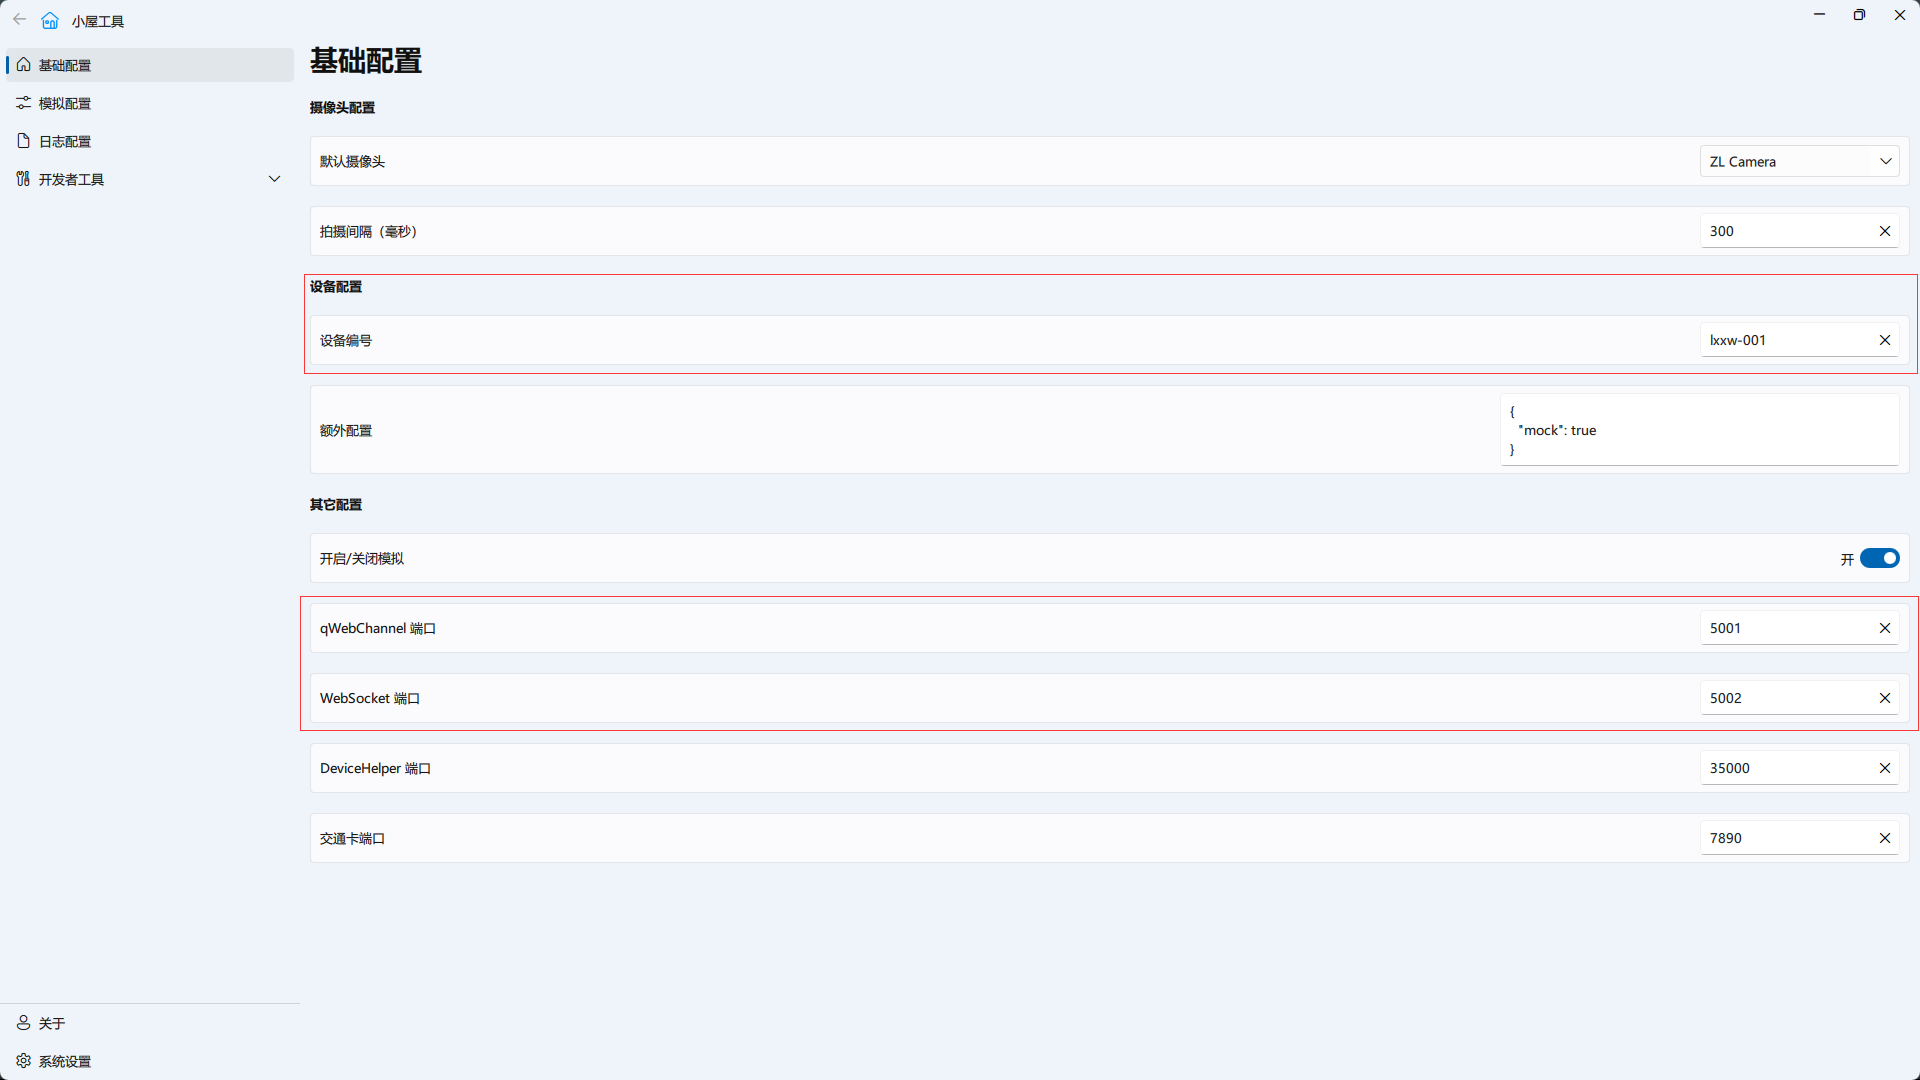 小屋工具
基础配置
模拟配置
日志配置
开发者工具
关于
系统设置
基础配置
摄像头配置
默认摄像头
ZL Camera
拍摄间隔（毫秒）
300
设备配置
设备编号
lxxw-001
额外配置
{
"mock": true
}
其它配置
开启/关闭模拟
开
qWebChannel 端口
5001
WebSocket 端口
5002
DeviceHelper 端口
35000
交通卡端口
7890